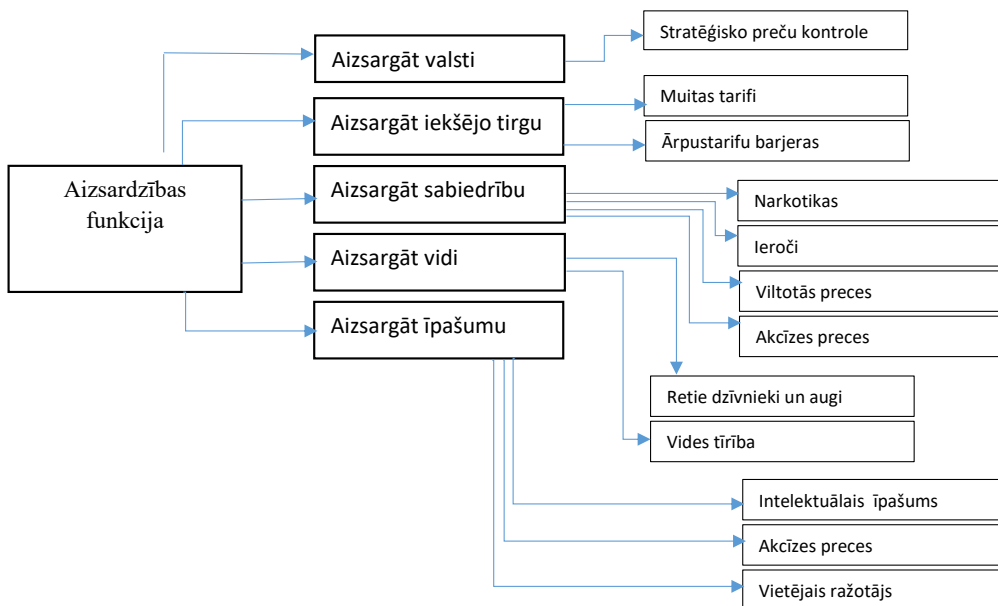 Aizsardzības
funkcija
Aizsargāt valsti
Stratēģisko preču kontrole
Aizsargāt iekšējo tirgu
Muitas tarifi
Ārpustarifu barjeras
Aizsargāt sabiedrību
Narkotikas
Ieroči
Viltotās preces
Akcīzes preces
Aizsargāt vidi
Retie dzīvnieki un augi
Vides tīrība
Aizsargāt īpašumu
Intelektuālais īpašums
Akcīzes preces
Vietējais ražotājs